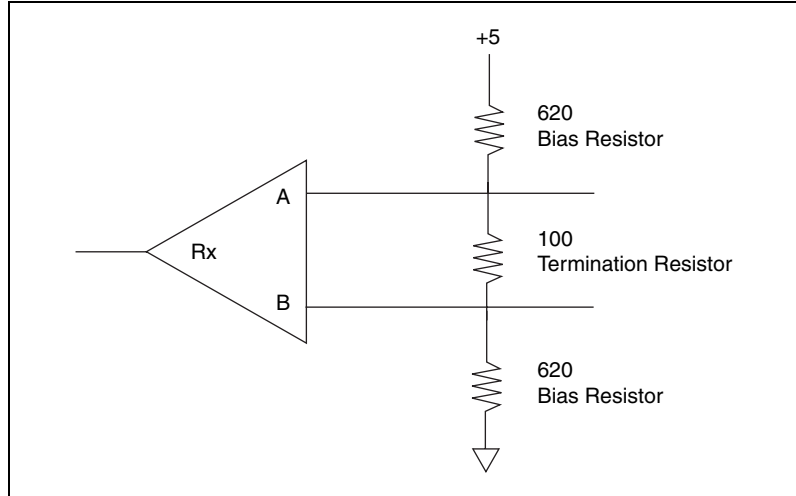 +5
620
Bias Resistor
A
100
Rx
Termination Resistor
B
620
Bias Resistor